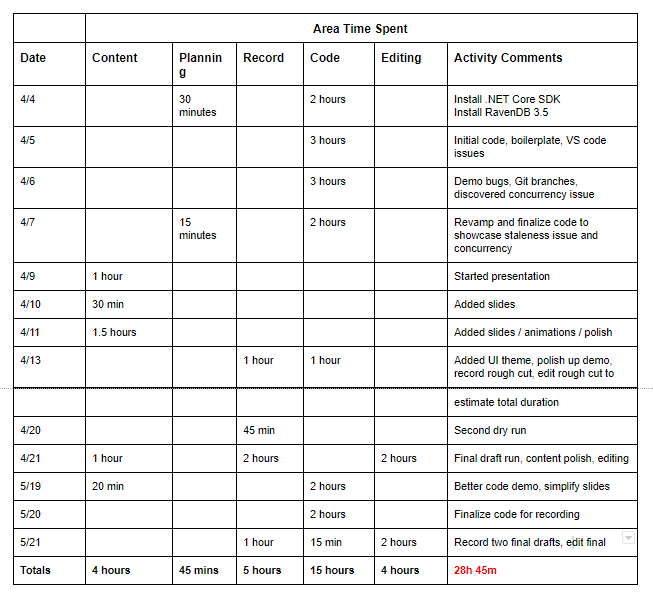 Area Time Spent
Date Content Plannin g Record Code Editing Activity Comments
4/4 30 minutes 2 hours Install .NET Core SDK
Install RavenDB 3.5
4/5 3 hours Initial code, boilerplate, VS code
issues
4/6 3 hours Demo bugs, Git branches,
discovered concurrency issue
4/7 15 minutes 2 hours Revamp and finalize code to
showcase staleness issue and
concurrency
4/9 1 hour Started presentation
4/10 30 min Added slides
4/11 1.5 hours Added slides / animations / polish
4/13 1 hour 1 hour Added UI theme, polish up demo,
record rough cut, edit rough cut to
estimate total duration
4/20 45 min Second dry run
4/21 1 hour 2 hours 2 hours Final draft run, content polish, editing
5/19 20 min 2 hours Better code demo, simplify slides
5/20 2 hours Finalize code for recording
5/21 1 hour 15 min 2 hours Record two final drafts, edit final
Totals 4 hours 45 mins 5 hours 15 hours 4 hours 28h 45m